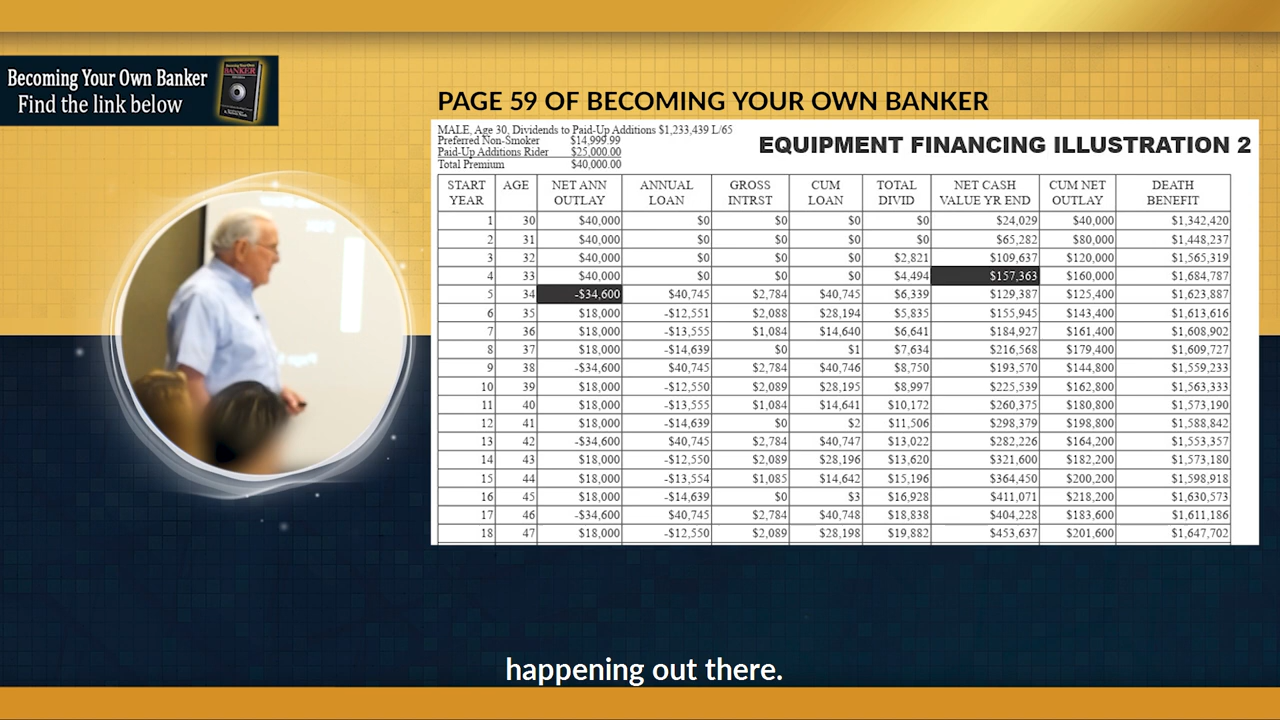 Becoming Your Own Banker
Find the link below
PAGE 59 OF BECOMING YOUR OWN BANKER
MALE, Age 30, Dividends to Paid-Up Additions $1,233,439 L/65
Preferred Non-Smoker $14,999.99
Paid-Up Additions Rider $25,000.00
Total Premium $40,000.00
EQUIPMENT FINANCING ILLUSTRATION 2
START YEAR AGE NET ANN OUTLAY ANNUAL LOAN GROSS INTRST CUM LOAN TOTAL DIVID NET CASH VALUE YR END CUM NET OUTLAY DEATH BENEFIT
1 30 $40,000 $0 $0 $0 $0 $24,029 $40,000 $1,342,420
2 31 $40,000 $0 $0 $0 $0 $65,282 $80,000 $1,448,237
3 32 $40,000 $0 $0 $0 $2,821 $109,637 $120,000 $1,565,319
4 33 $40,000 $0 $0 $0 $4,494 $157,363 $160,000 $1,684,787
5 34 -$34,600 $40,745 $2,784 $40,745 $6,339 $129,387 $125,400 $1,623,887
6 35 $18,000 -$12,551 $2,088 $28,194 $5,835 $155,945 $143,400 $1,613,616
7 36 $18,000 -$13,555 $1,084 $14,640 $6,641 $184,927 $161,400 $1,608,902
8 37 $18,000 -$14,639 $0 $1 $7,634 $216,568 $179,400 $1,609,727
9 38 -$34,600 $40,745 $2,784 $40,746 $8,750 $193,570 $144,800 $1,559,233
10 39 $18,000 -$12,550 $2,089 $28,195 $8,997 $225,539 $162,800 $1,563,333
11 40 $18,000 -$13,555 $1,084 $14,641 $10,172 $260,375 $180,800 $1,573,190
12 41 $18,000 -$14,639 $0 $2 $11,506 $298,379 $198,800 $1,588,842
13 42 -$34,600 $40,745 $2,784 $40,747 $13,022 $282,226 $164,200 $1,553,357
14 43 $18,000 -$12,550 $2,089 $28,196 $13,620 $321,600 $182,200 $1,573,180
15 44 $18,000 -$13,554 $1,085 $14,642 $15,196 $364,450 $200,200 $1,598,918
16 45 $18,000 -$14,639 $0 $3 $16,928 $411,071 $218,200 $1,630,573
17 46 -$34,600 $40,745 $2,784 $40,748 $18,838 $404,228 $183,600 $1,611,186
18 47 $18,000 -$12,550 $2,089 $28,198 $19,882 $453,637 $201,600 $1,647,702
happening out there.